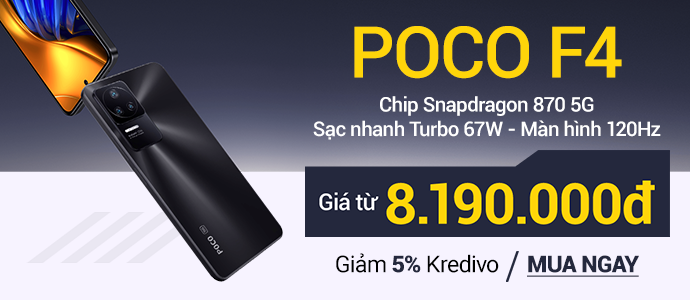 POCO F4
Chip Snapdragon 870 5G
Sạc nhanh Turbo 67W - Màn hình 120Hz
Giá từ 8.190.000đ
Giảm 5% Kredivo / MUA NGAY
POCO